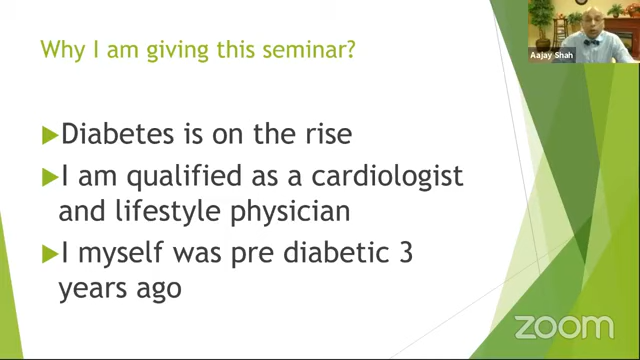 Why I am giving this seminar?
Aajay Shah
Diabetes is on the rise
I am qualified as a cardiologist
and lifestyle physician
I myself was pre diabetic 3
years ago
zoom